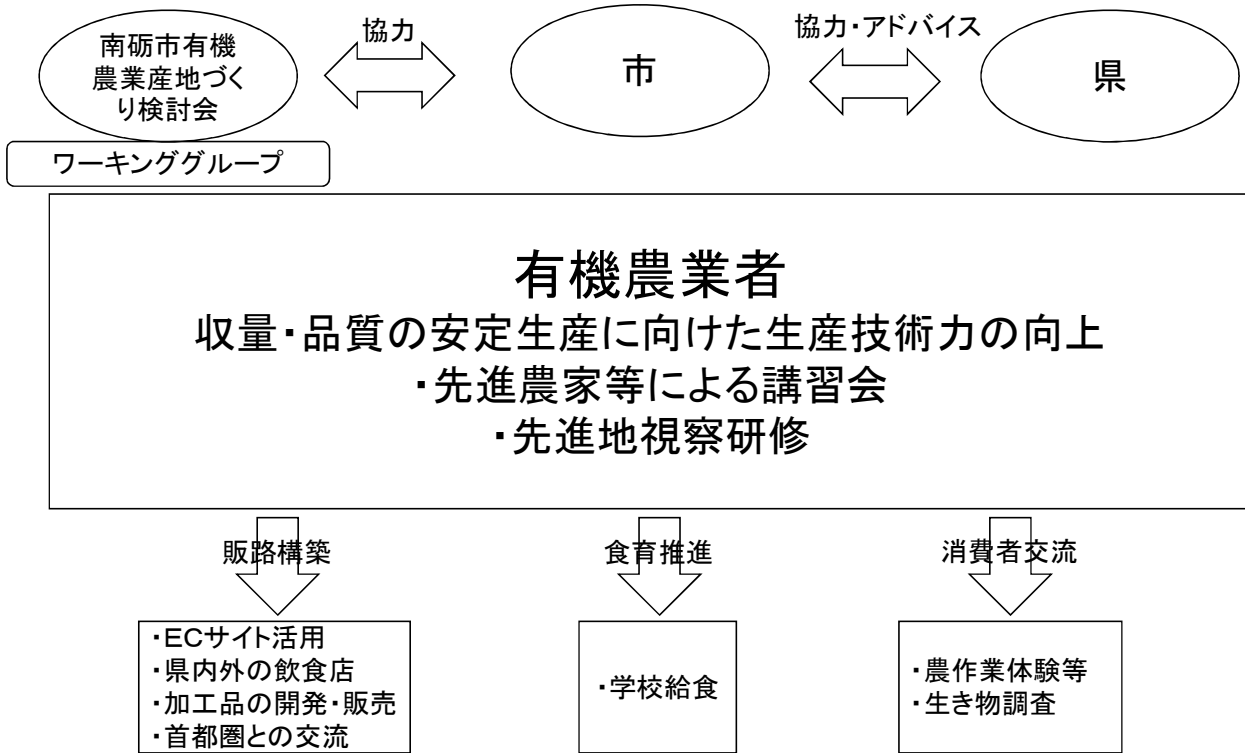 協力
協力・アドバイス
南砺市有機
農業産地づく
り検討会
市
県
ワーキンググループ
有機農業者
収量・品質の安定生産に向けた生産技術力の向上
・先進農家等による講習会
・先進地視察研修
販路構築
食育推進
消費者交流
・ECサイト活用
・県内外の飲食店
・加工品の開発・販売
・首都圏との交流
・学校給食
・農作業体験等
・生き物調査